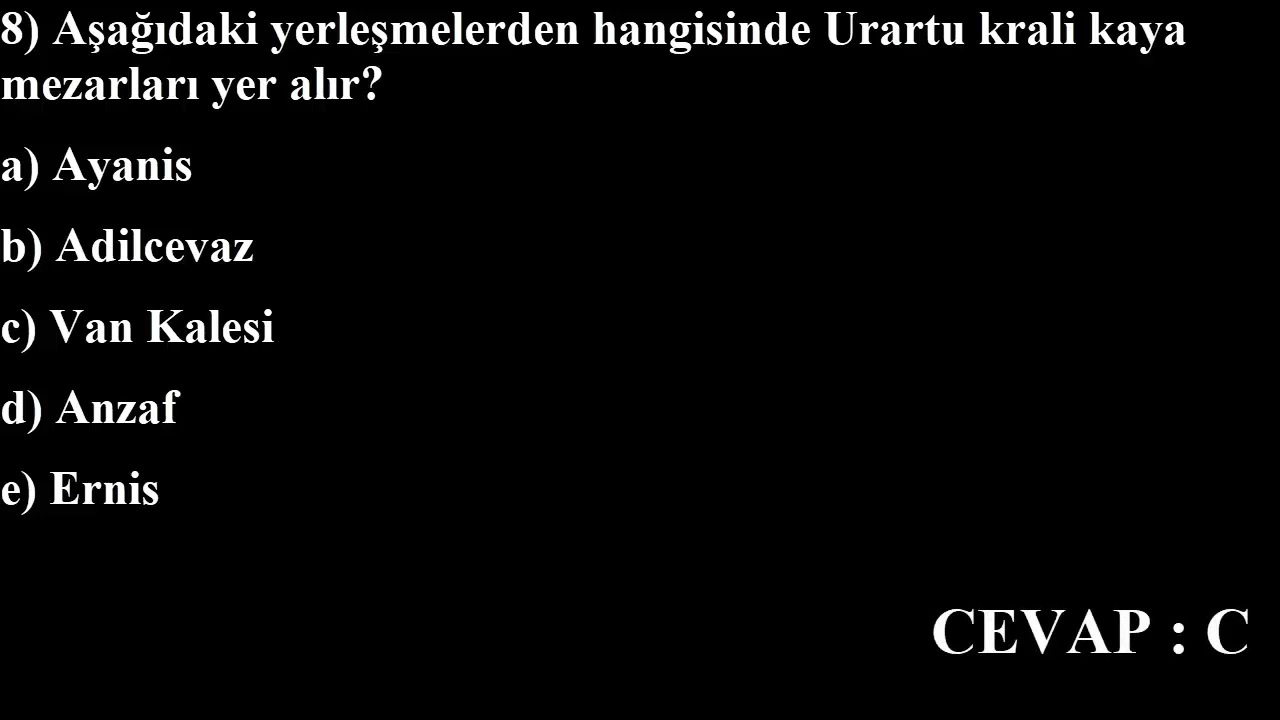 8) Aşağıdaki yerleşmelerden hangisinde Urartu krali kaya
mezarları yer alır?
a) Ayanis
b) Adilcevaz
c) Van Kalesi
d) Anzaf
e) Ernis
CEVAP : C